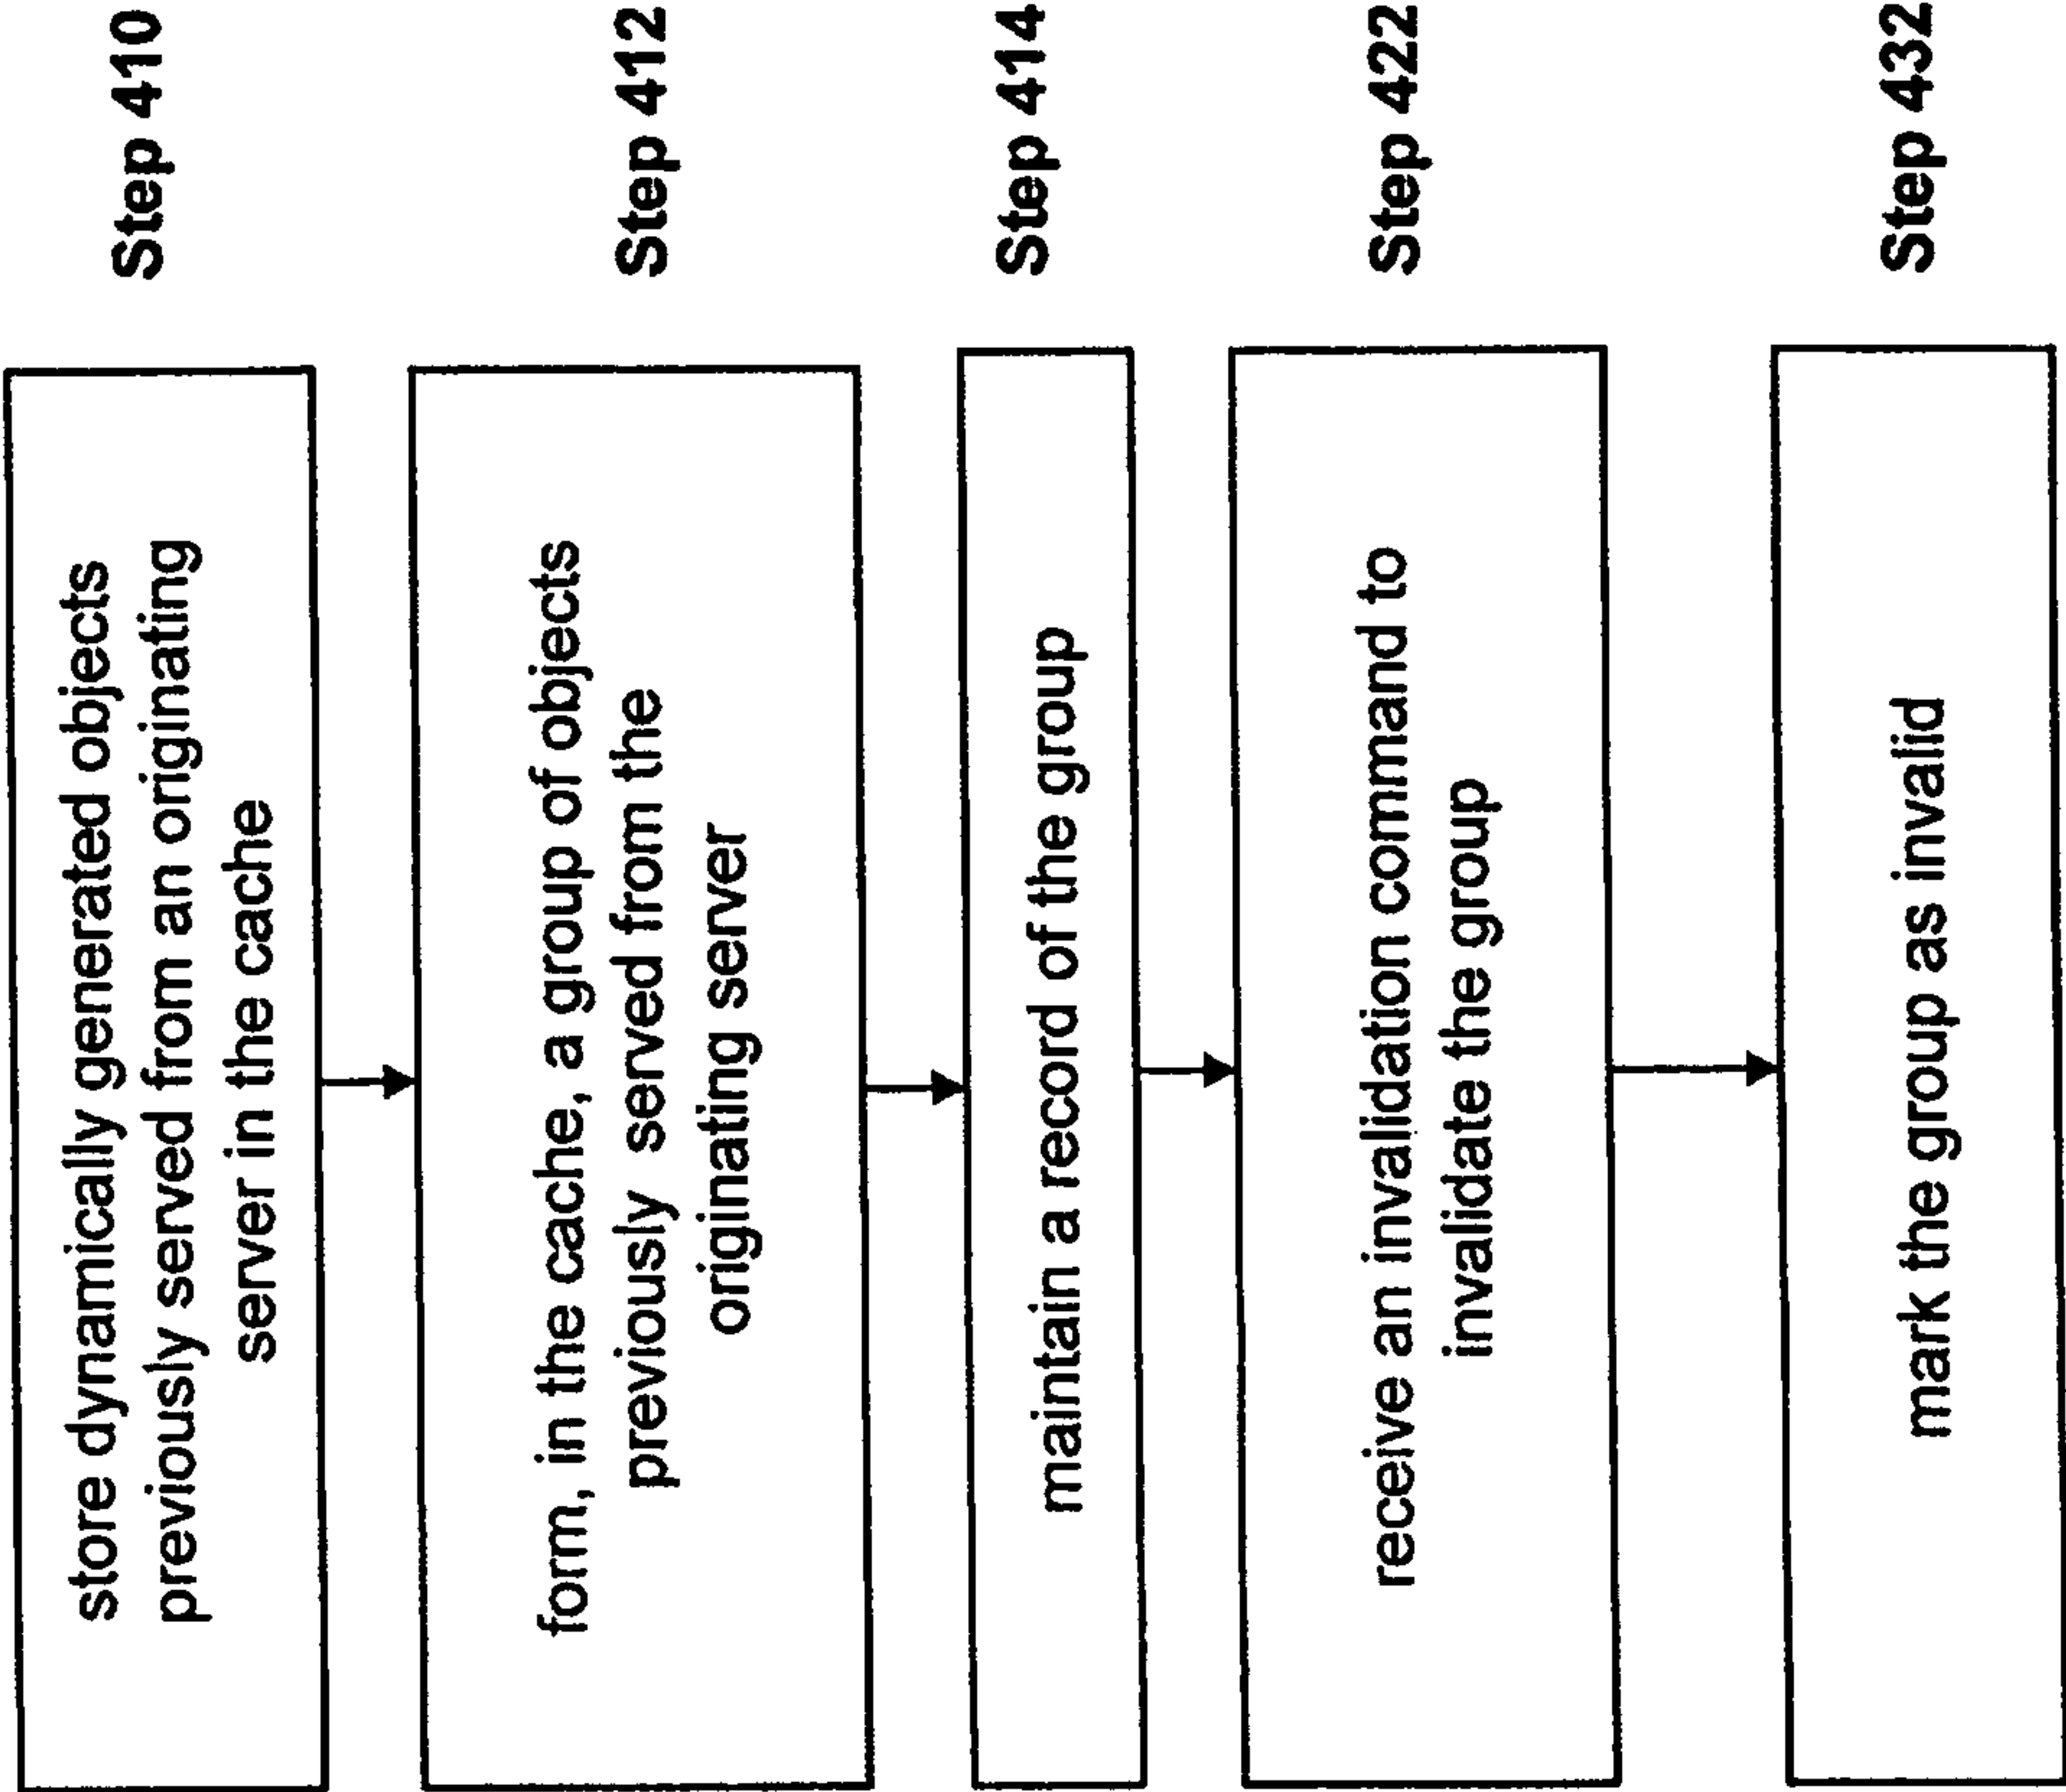 store dynamically generated objects
previously served from an originating
server in the cache
Step 410
form, in the cache, a group of objects
previously served from the
originating server
Step 412
maintain a record of the group
Step 414
receive an invalidation command to
invalidate the group
Step 422
mark the group as invalid
Step 432